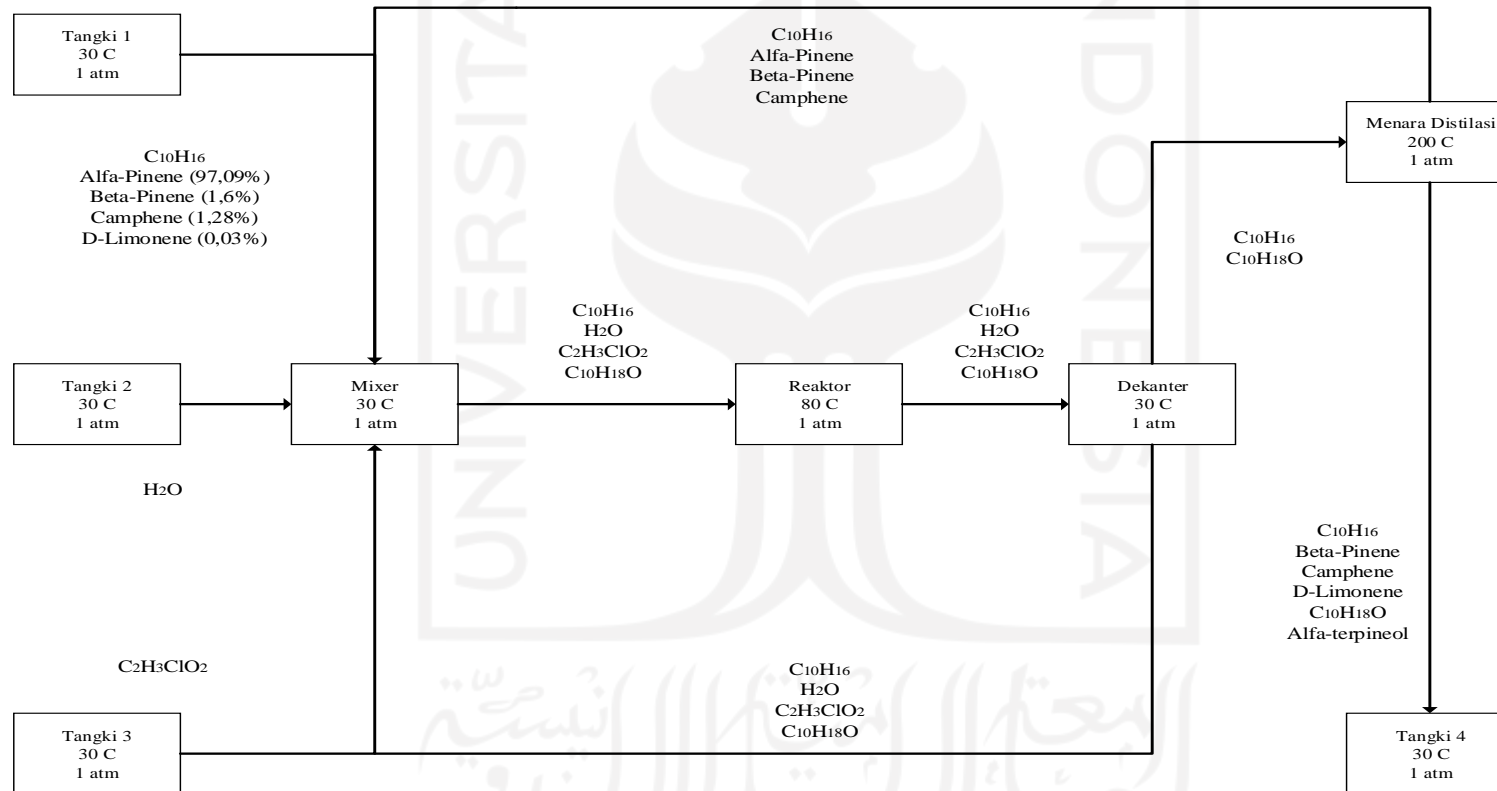 Tangki 1
30 C
1 atm
C10H16
Alfa-Pinene
Beta-Pinene
Camphene
Menara Distilasi
200 C
1 atm
C10H16
Alfa-Pinene (97,09%)
Beta-Pinene (1,6%)
Camphene (1,28%)
D-Limonene (0,03%)
C10H16
C10H18O
C10H16
H2O
C2H3ClO2
C10H18O
C10H16
H2O
C2H3ClO2
C10H18O
Tangki 2
30 C
1 atm
Mixer
30 C
1 atm
Reaktor
80 C
1 atm
Dekanter
30 C
1 atm
H2O
C10H16
Beta-Pinene
Camphene
D-Limonene
C10H18O
Alfa-terpineol
C2H3ClO2
C10H16
H2O
C2H3ClO2
C10H18O
Tangki 3
30 C
1 atm
Tangki 4
30 C
1 atm